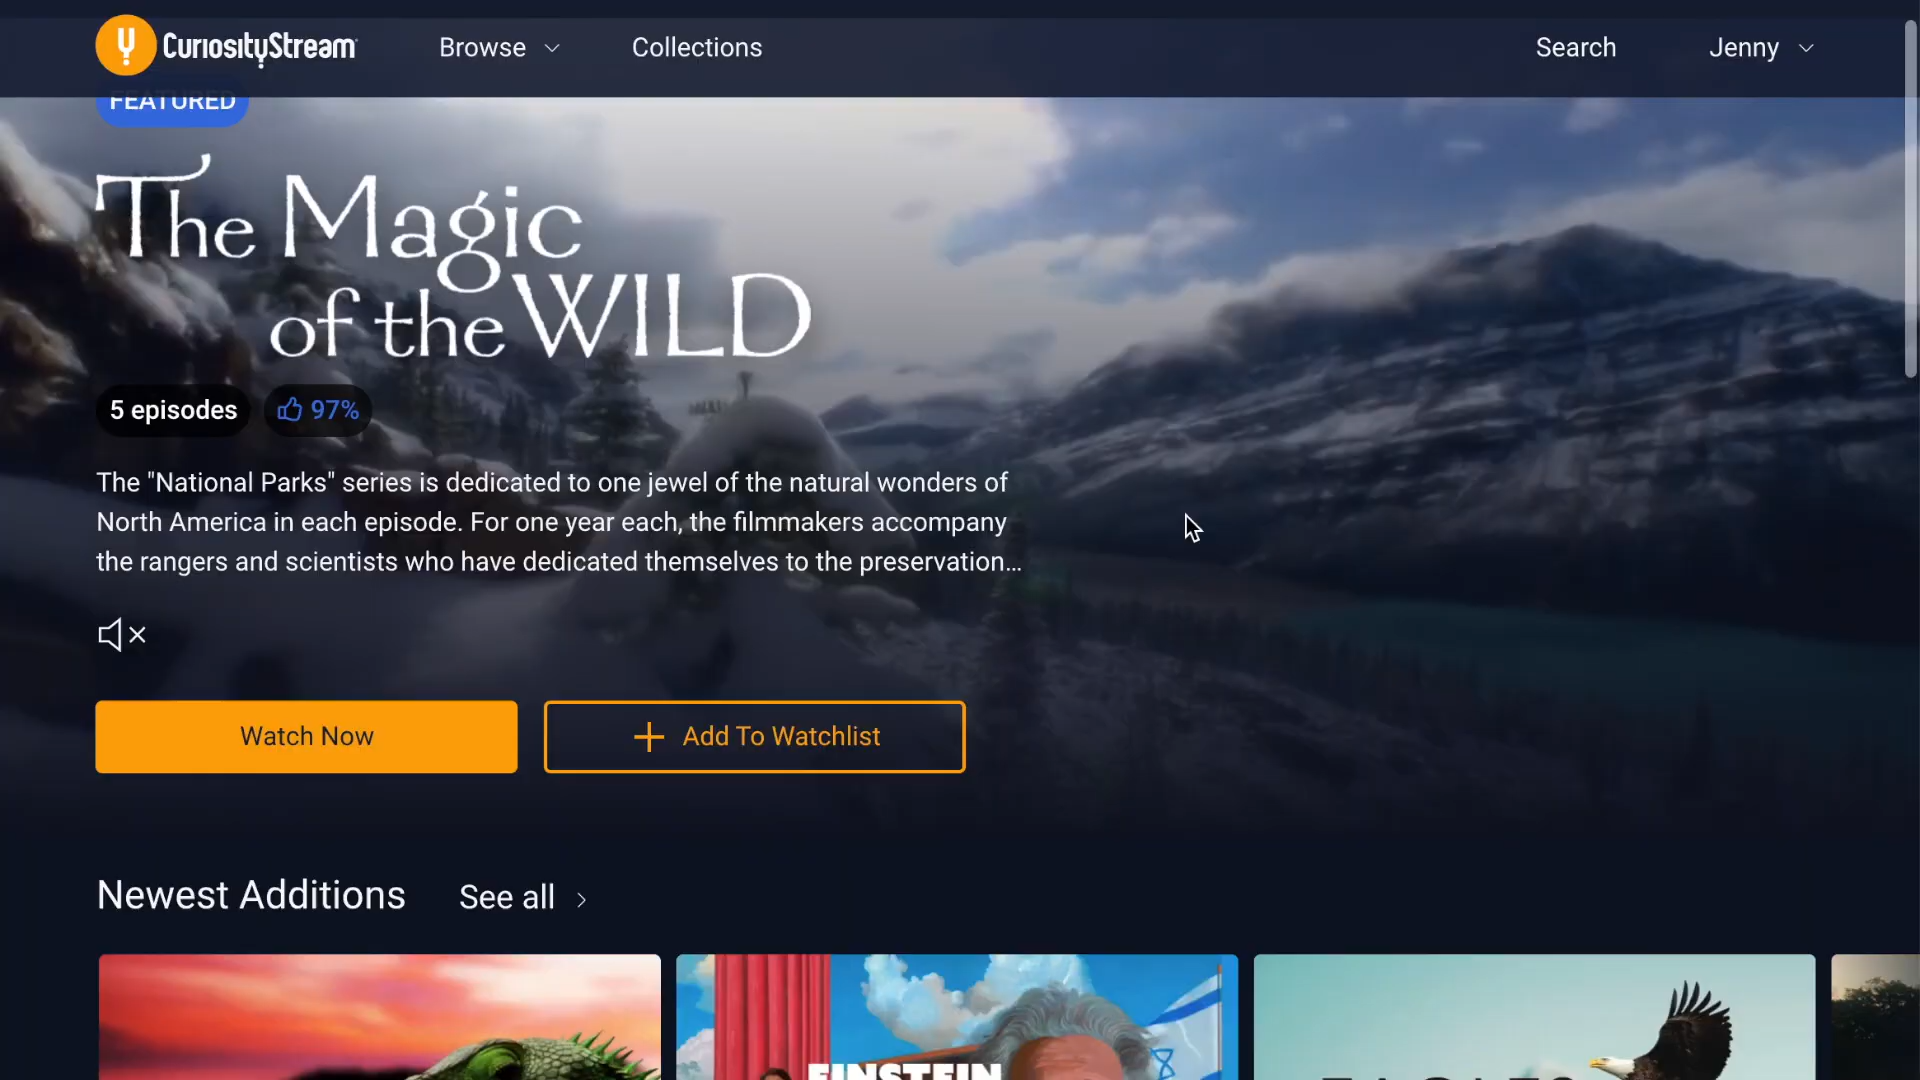 CuriosityStream
Browse
Collections
Search
Jenny
FEATURED
The Magic
of the WILD
5 episodes
97%
The "National Parks" series is dedicated to one jewel of the natural wonders of
North America in each episode. For one year each, the filmmakers accompany
the rangers and scientists who have dedicated themselves to the preservation...
Watch Now
Add To Watchlist
Newest Additions
See all
EINSTEIN
EAGLES